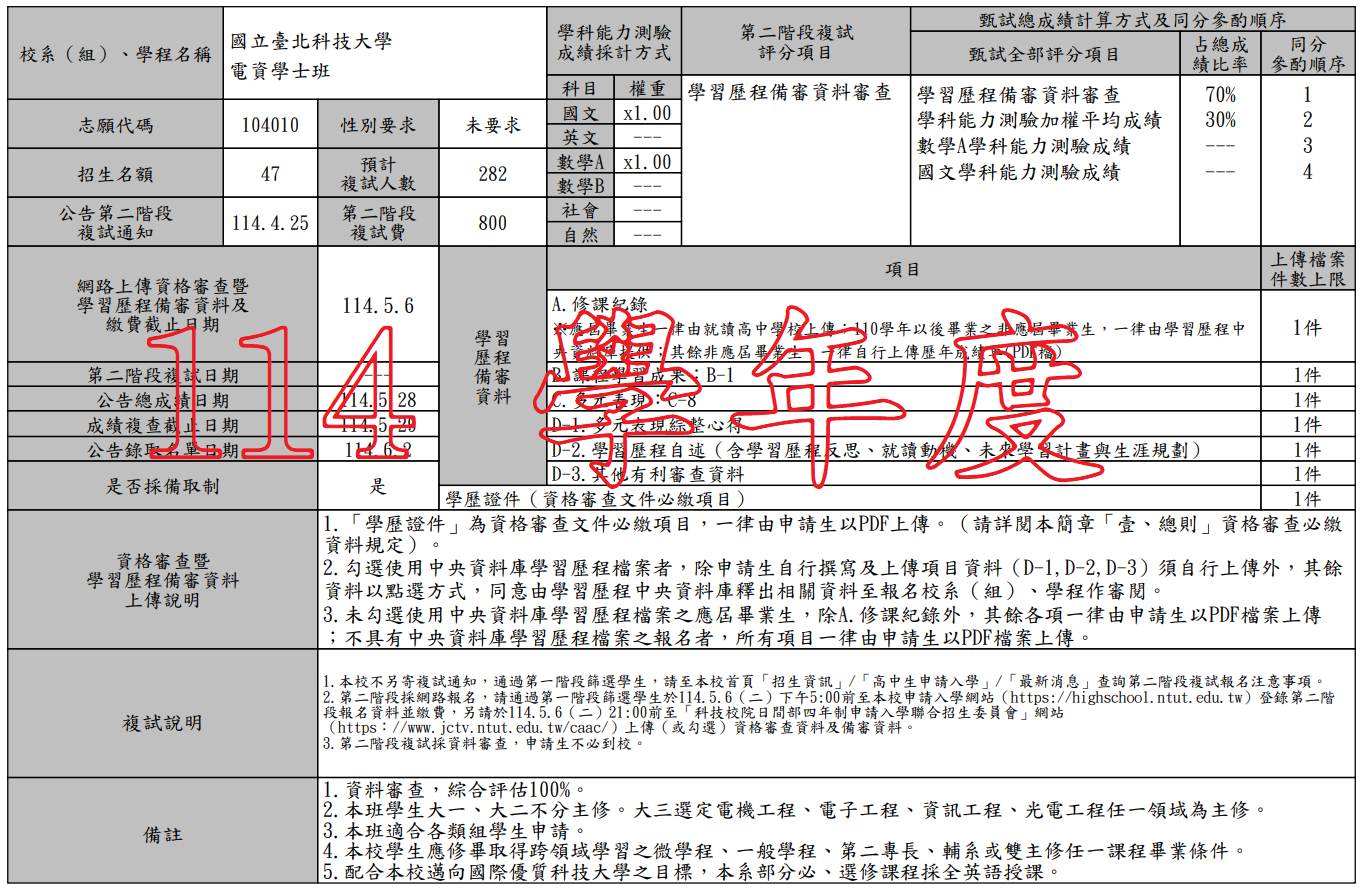 校系（組）、學程名稱
國立臺北科技大學
電資學士班
學科能力測驗
成績採計方式
第二階段複試
評分項目
甄試總成績計算方式及同分參酌順序
甄試全部評分項目
占總成
績比率
同分
參酌順序
科目 權重
學習歷程備審資料審查
學習歷程備審資料審查 70% 1
學科能力測驗加權平均成績 30% 2
數學A學科能力測驗成績 --- 3
國文學科能力測驗成績 --- 4
志願代碼 104010 性別要求 未要求
國文 x1.00
英文 ---
招生名額 47 預計
複試人數 282
數學A x1.00
數學B ---
公告第二階段
複試通知 114.4.25 第二階段
複試費 800
社會 ---
自然 ---
網路上傳資格審查暨
學習歷程備審資料及
繳費截止日期 114.5.6
學習
歷程
備審
資料
項目 上傳檔案
件數上限
A.修課紀錄
※應屆畢業生一律由就讀高中學校上傳；110學年以後畢業之非應屆畢業生，一律由學習歷程中
央資料庫提供；其餘非應屆畢業生，一律自行上傳歷年成績單(PDF檔) 1件
第二階段複試日期 ---
B.課程學習成果：B-1 1件
公告總成績日期 114.5.28
C.多元表現：C-8 1件
成績複查截止日期 114.5.29
D-1.多元表現綜整心得 1件
公告錄取名單日期 114.6.2
D-2.學習歷程自述（含學習歷程反思、就讀動機、未來學習計畫與生涯規劃） 1件
是否採備取制 是
D-3.其他有利審查資料 1件
學歷證件（資格審查文件必繳項目） 1件
114 學年度
資格審查暨
學習歷程備審資料
上傳說明
1.「學歷證件」為資格審查文件必繳項目，一律由申請生以PDF上傳。（請詳閱本簡章「壹、總則」資格審查必繳
資料規定）。
2.勾選使用中央資料庫學習歷程檔案者，除申請生自行撰寫及上傳項目資料（D-1,D-2,D-3）須自行上傳外，其餘
資料以點選方式，同意由學習歷程中央資料庫釋出相關資料至報名校系（組）、學程作審閱。
3.未勾選使用中央資料庫學習歷程檔案之應屆畢業生，除A.修課紀錄外，其餘各項一律由申請生以PDF檔案上傳
；不具有中央資料庫學習歷程檔案之報名者，所有項目一律由申請生以PDF檔案上傳。
複試說明
1.本校不另寄複試通知，通過第一階段篩選學生，請至本校首頁「招生資訊」/「高中生申請入學」/「最新消息」查詢第二階段複試報名注意事項。
2.第二階段採網路報名，請通過第一階段篩選學生於114.5.6（二）下午5:00前至本校申請入學網站（https://highschool.ntut.edu.tw）登錄第二階
段報名資料並繳費，另請於114.5.6（二）21:00前至「科技校院日間部四年制申請入學聯合招生委員會」網站
（https：//www.jctv.ntut.edu.tw/caac/）上傳（或勾選）資格審查資料及備審資料。
3.第二階段複試採資料審查，申請生不必到校。
備註
1.資料審查，綜合評估100%。
2.本班學生大一、大二不分主修。大三選定電機工程、電子工程、資訊工程、光電工程任一領域為主修。
3.本班適合各類組學生申請。
4.本校學生應修畢取得跨領域學習之微學程、一般學程、第二專長、輔系或雙主修任一課程畢業條件。
5.配合本校邁向國際優質科技大學之目標，本系部分必、選修課程採全英語授課。